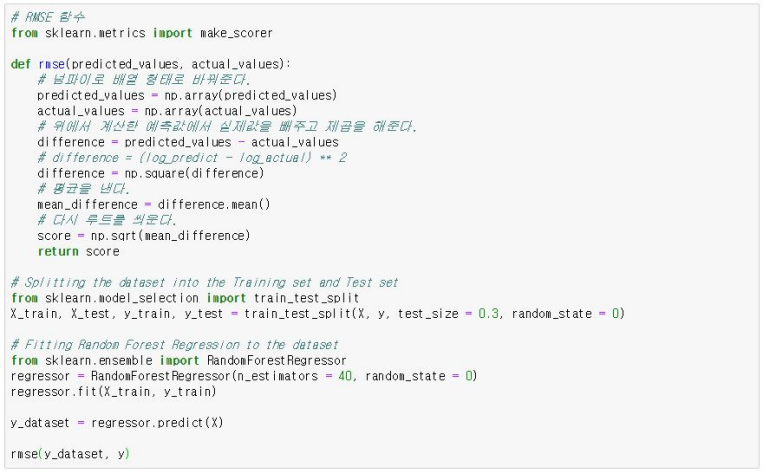 # RMSE 함수
from sklearn.metrics import make_scorer
def rmse(predicted_values, actual_values):
# 넘파이로 배열 형태로 바꿔준다.
predicted_values = np.array(predicted_values)
actual_values = np.array(actual_values)
# 위에서 계산한 예측값에서 실제값을 빼주고 제곱을 해준다.
difference = predicted_values - actual_values
# difference = (log_predict - log_actual) ** 2
difference = np.square(difference)
# 평균을 낸다.
mean_difference = difference.mean()
# 다시 루트를 씌운다.
score = np.sqrt(mean_difference)
return score
# Splitting the dataset into the Training set and Test set
from sklearn.model_selection import train_test_split
X_train, X_test, y_train, y_test = train_test_split(X, y, test_size = 0.3, random_state = 0)
# Fitting Random Forest Regression to the dataset
from sklearn.ensemble import RandomForestRegressor
regressor = RandomForestRegressor(n_estimators = 40, random_state = 0)
regressor.fit(X_train, y_train)
y_dataset = regressor.predict(X)
rmse(y_dataset, y)